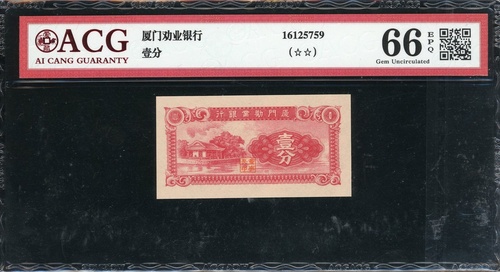 ACG
AI CANG GUARANTY
厦门劝业银行
壹分
16125759
(☆☆)
66 EPQ
Gem Uncirculated
行銀業勸門廈
壹分